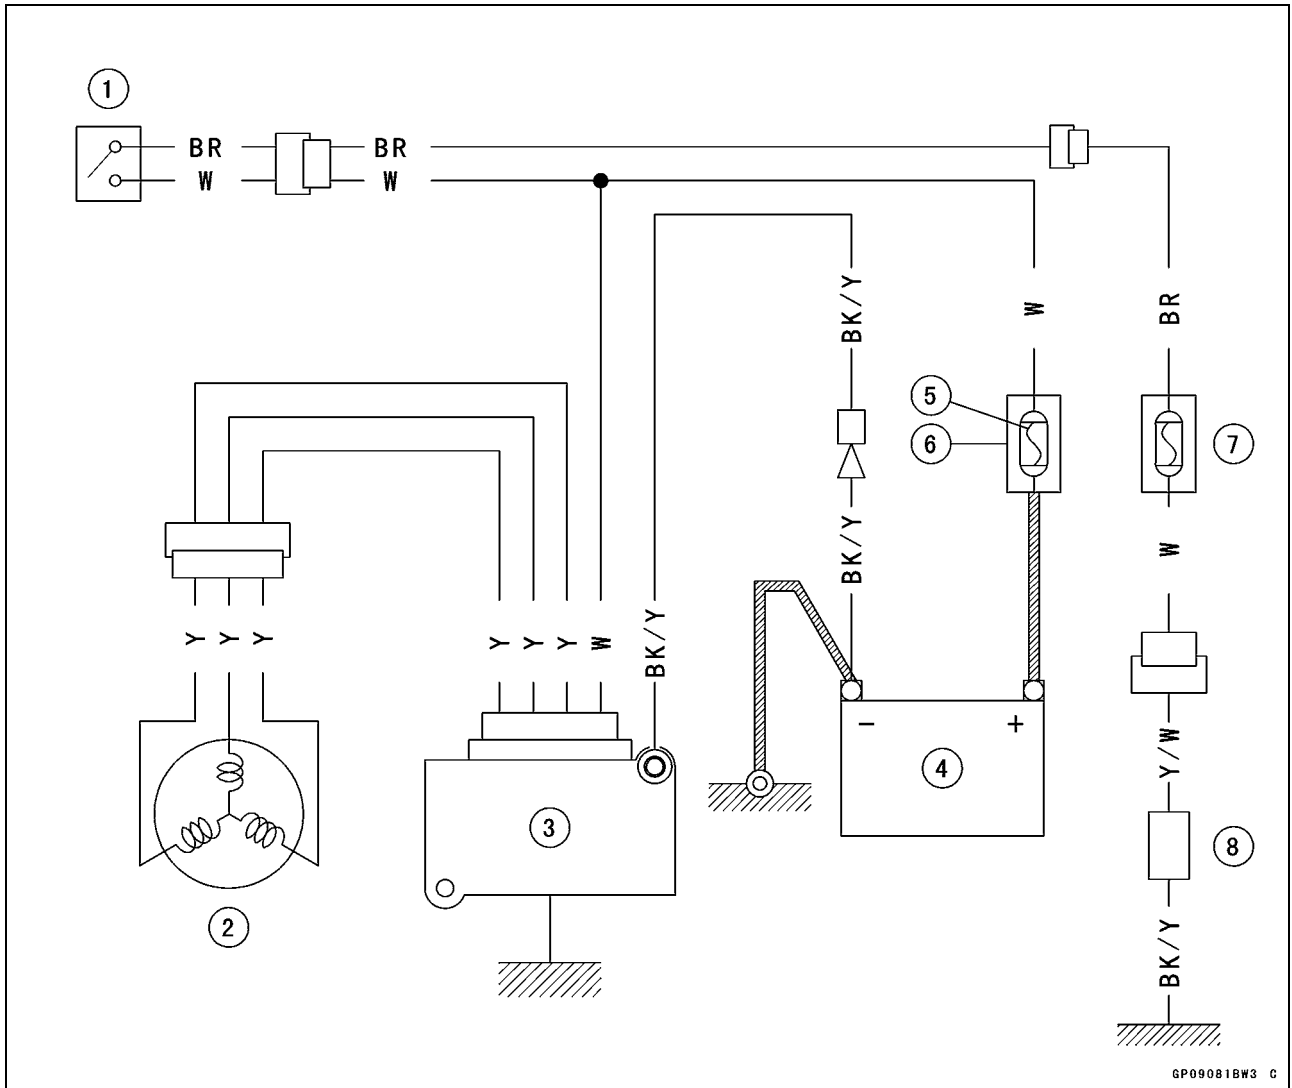 1
BR BR
W W
BK/Y W BR
5
6 7
BK/Y W
Y Y Y Y Y Y W BK/Y
- +
4 Y/W
3 8
2
BK/Y
GP09081BW3 C